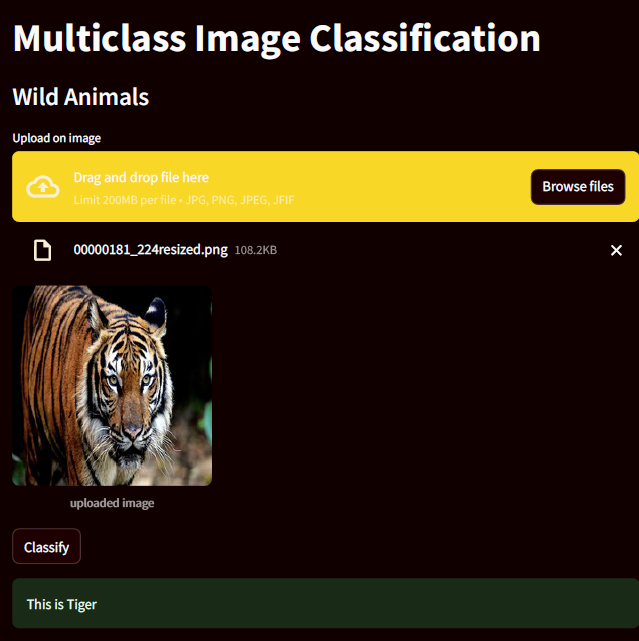 Multiclass Image Classification
Wild Animals
Upload on image
Drag and drop file here
Limit 200MB per file • JPG, PNG, JPEG, JFIF
Browse files
00000181_224resized.png 108.2KB
uploaded image
Classify
This is Tiger